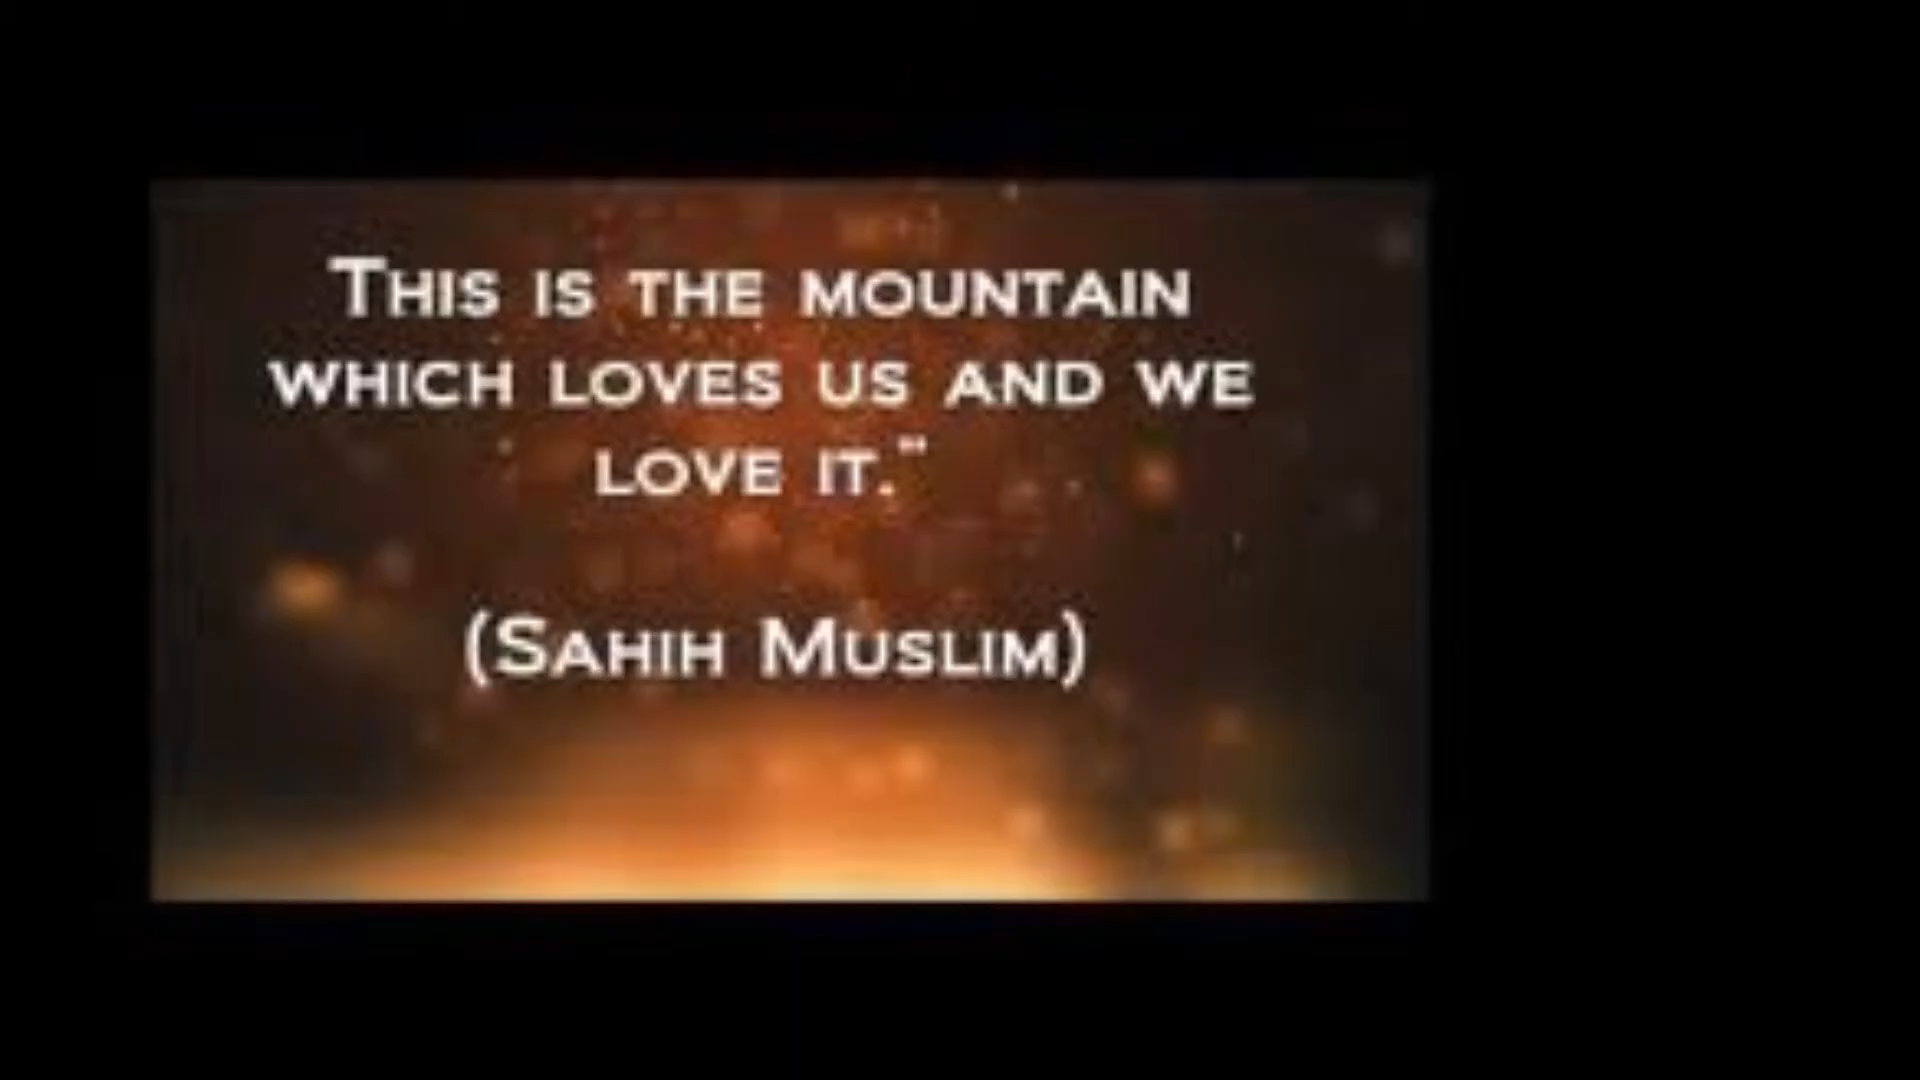 This is the mountain
which loves us and we
love it."
(Sahih Muslim)